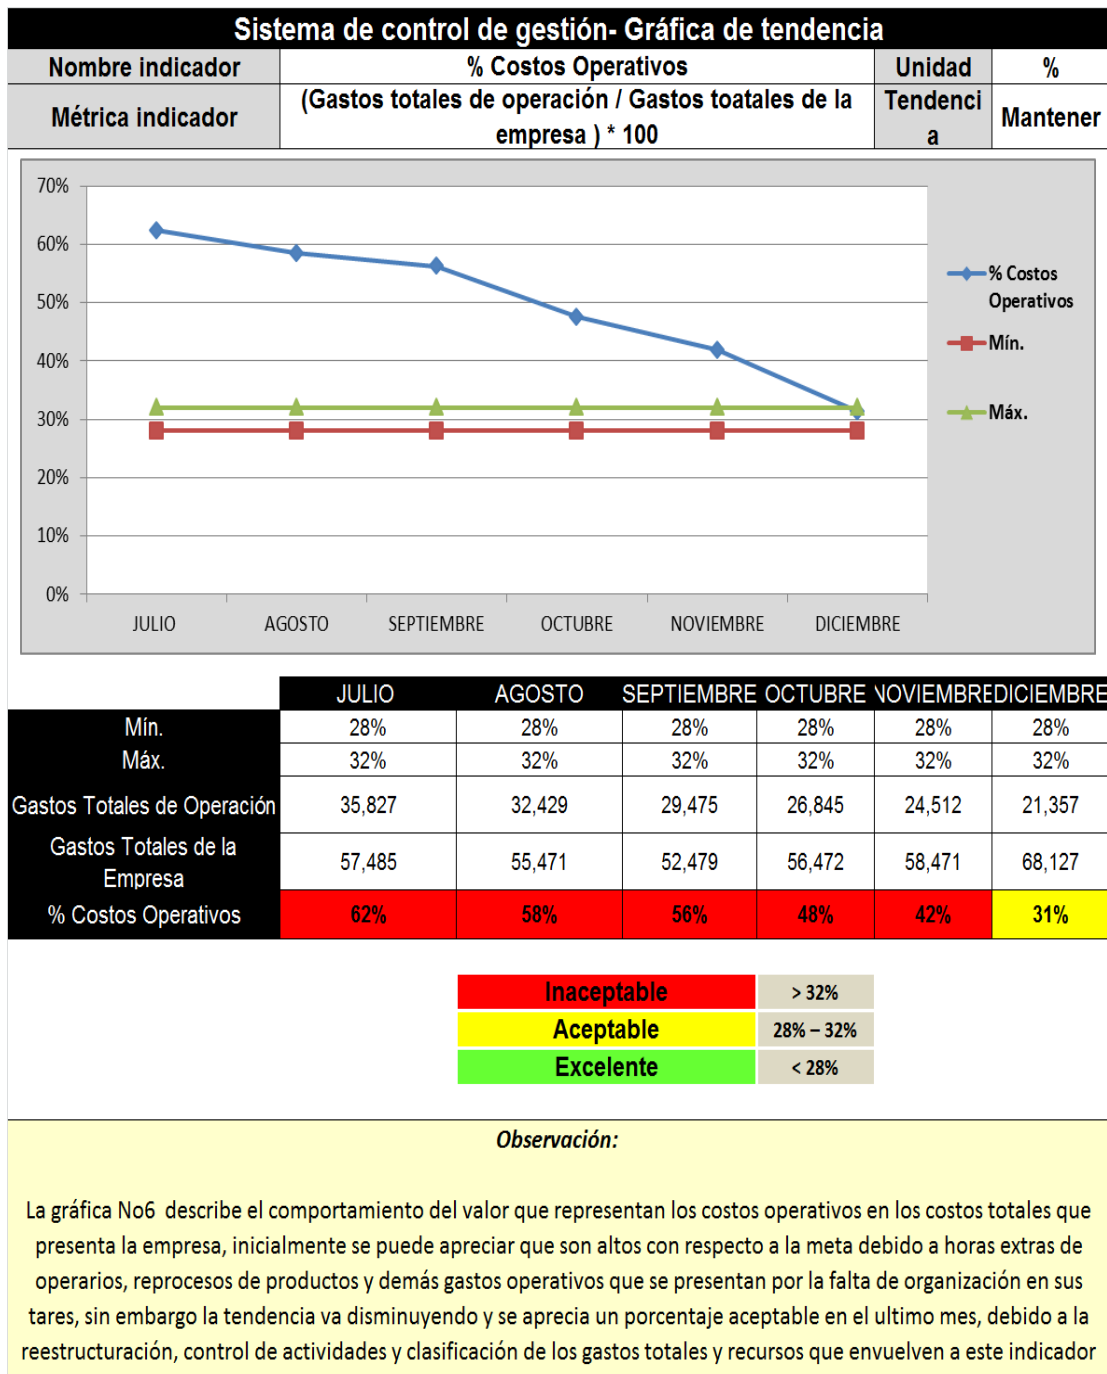 Sistema de control de gestión- Gráfica de tendencia
Nombre indicador % Costos Operativos Unidad %
Métrica indicador (Gastos totales de operación / Gastos toatales de la empresa ) * 100 Tendencia Mantener
70%
60%
50%
40%
30%
20%
10%
0%
JULIO AGOSTO SEPTIEMBRE OCTUBRE NOVIEMBRE DICIEMBRE
% Costos
Operativos
Mín.
Máx.
JULIO AGOSTO SEPTIEMBRE OCTUBRE NOVIEMBRE DICIEMBRE
Mín. 28% 28% 28% 28% 28% 28%
Máx. 32% 32% 32% 32% 32% 32%
Gastos Totales de Operación 35,827 32,429 29,475 26,845 24,512 21,357
Gastos Totales de la Empresa 57,485 55,471 52,479 56,472 58,471 68,127
% Costos Operativos 62% 58% 56% 48% 42% 31%
Inaceptable > 32%
Aceptable 28% – 32%
Excelente < 28%
Observación:
La gráfica No6 describe el comportamiento del valor que representan los costos operativos en los costos totales que
presenta la empresa, inicialmente se puede apreciar que son altos con respecto a la meta debido a horas extras de
operarios, reprocesos de productos y demás gastos operativos que se presentan por la falta de organización en sus
tares, sin embargo la tendencia va disminuyendo y se aprecia un porcentaje aceptable en el ultimo mes, debido a la
reestructuración, control de actividades y clasificación de los gastos totales y recursos que envuelven a este indicador